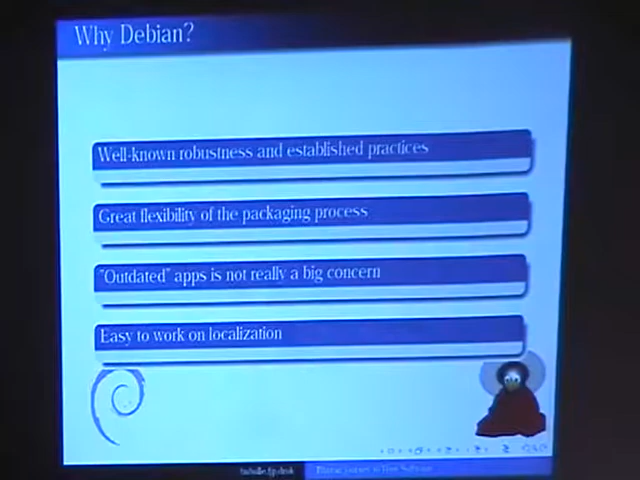 Why Debian?
Well-known robustness and established practices
Great flexibility of the packaging process
"Outdated" apps is not really a big concern
Easy to work on localization